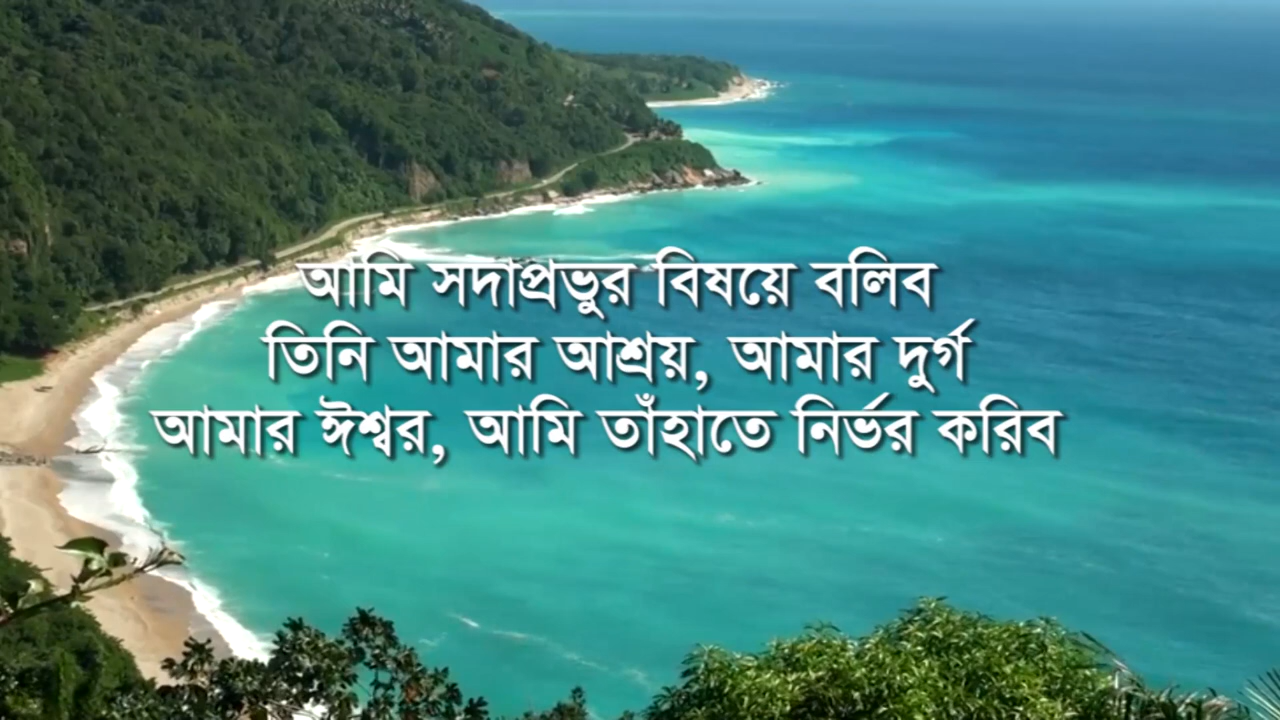 আমি সদাপ্রভুর বিষয়ে বলিব
তিনি আমার আশ্রয়, আমার দুর্গ
আমার ঈশ্বর, আমি তাঁহাতে নির্ভর করিব